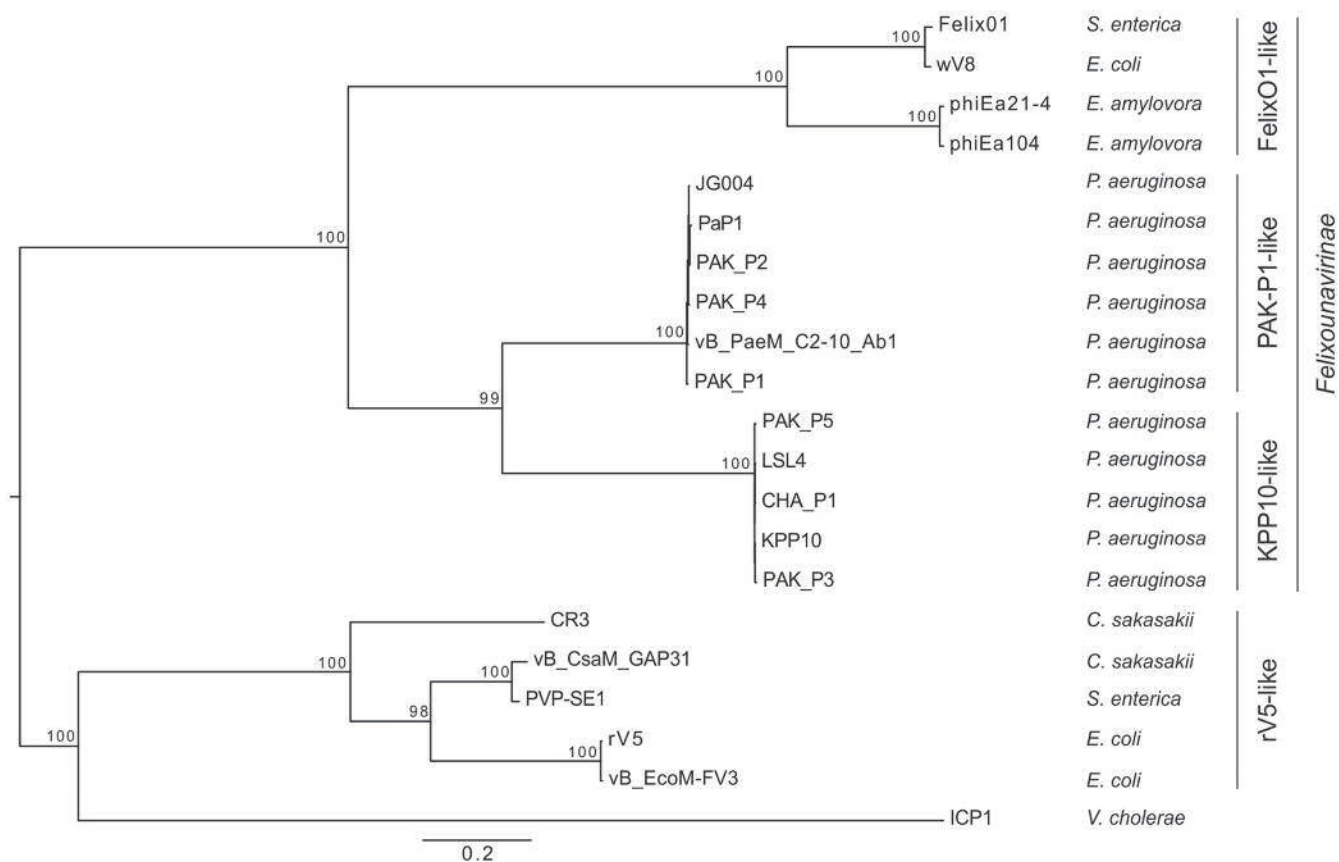 Felix01 S. enterica
100
wV8 E. coli
100
phiEa21-4 E. amylovora
100
phiEa104 E. amylovora
FelixO1-like
JG004 P. aeruginosa
PaP1 P. aeruginosa
100
PAK_P2 P. aeruginosa
PAK_P4 P. aeruginosa
100
vB_PaeM_C2-10_Ab1 P. aeruginosa
PAK_P1 P. aeruginosa
PAK-P1-like
99
PAK_P5 P. aeruginosa
LSL4 P. aeruginosa
100
CHA_P1 P. aeruginosa
KPP10 P. aeruginosa
PAK_P3 P. aeruginosa
KPP10-like
Felixounavirinae
CR3 C. sakasakii
100
vB_CsaM_GAP31 C. sakasakii
100
PVP-SE1 S. enterica
98
rV5 E. coli
100
100
vB_EcoM-FV3 E. coli
rV5-like
ICP1 V. cholerae
0.2